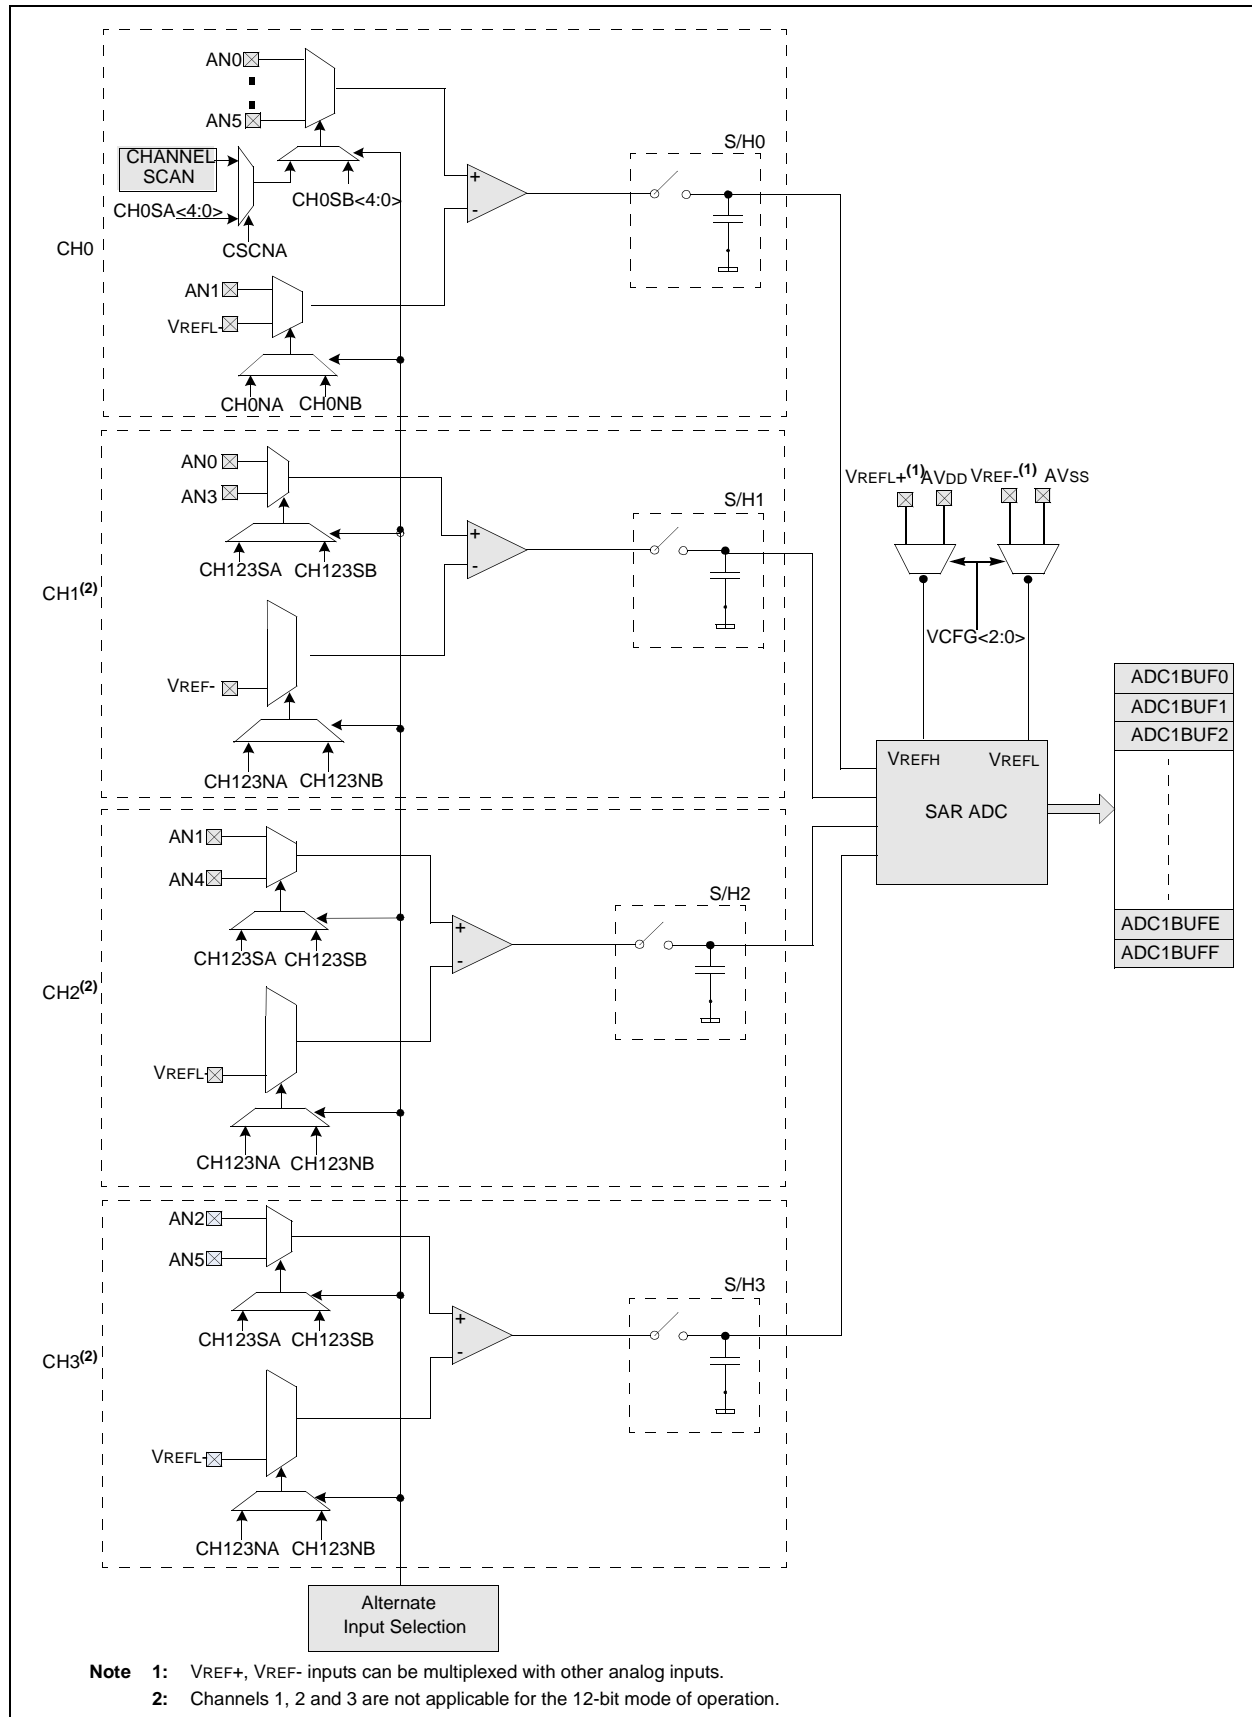 AN0
AN5
CHANNEL
SCAN
CH0SA<4:0>
CH0SB<4:0>
CSCNA
CH0
AN1
VREFL-
CH0NA
CH0NB
+
-
S/H0
AN0
AN3
CH123SA
CH123SB
CH1(2)
VREF-
CH123NA
CH123NB
+
-
S/H1
VREFL+(1)
AVDD
VREF-(1)
AVSS
VCFG<2:0>
VREFH
VREFL
SAR ADC
ADC1BUF0
ADC1BUF1
ADC1BUF2
ADC1BUFE
ADC1BUFF
AN1
AN4
CH123SA
CH123SB
CH2(2)
VREFL-
CH123NA
CH123NB
+
-
S/H2
AN2
AN5
CH123SA
CH123SB
CH3(2)
VREFL-
CH123NA
CH123NB
+
-
S/H3
Alternate
Input Selection
Note 1: VREF+, VREF- inputs can be multiplexed with other analog inputs.
2: Channels 1, 2 and 3 are not applicable for the 12-bit mode of operation.